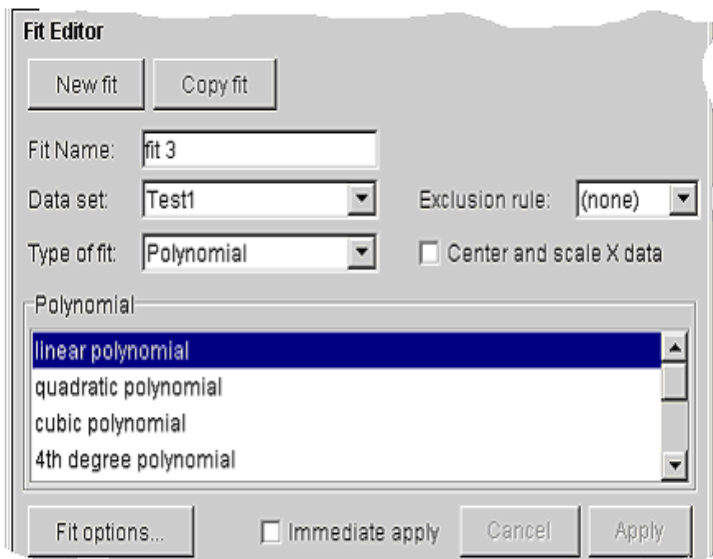 Fit Editor
New fit Copy fit
Fit Name: fit 3
Data set: Test1 Exclusion rule: (none)
Type of fit: Polynomial Center and scale X data
Polynomial
linear polynomial
quadratic polynomial
cubic polynomial
4th degree polynomial
Fit options... Immediate apply Cancel Apply